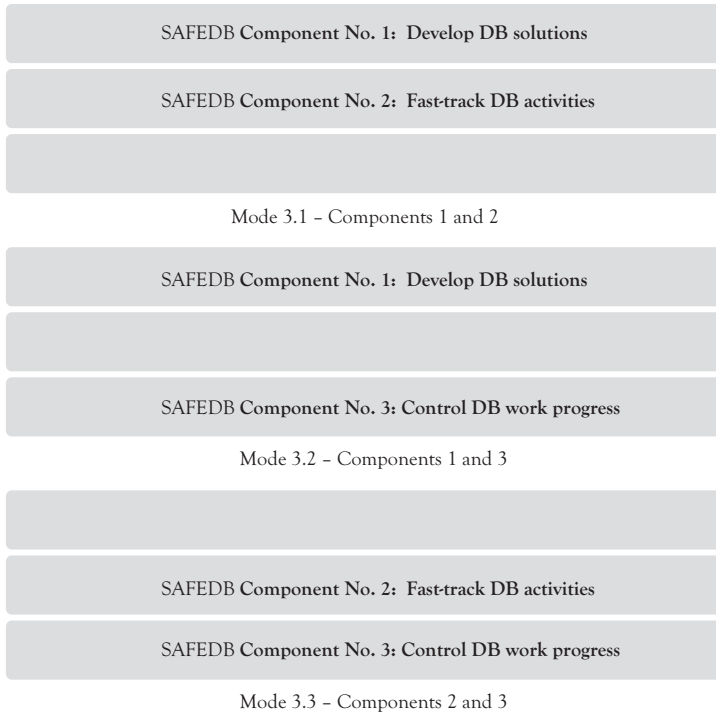 SAFEDB Component No. 1: Develop DB solutions
SAFEDB Component No. 2: Fast-track DB activities
Mode 3.1 – Components 1 and 2
SAFEDB Component No. 1: Develop DB solutions
SAFEDB Component No. 3: Control DB work progress
Mode 3.2 – Components 1 and 3
SAFEDB Component No. 2: Fast-track DB activities
SAFEDB Component No. 3: Control DB work progress
Mode 3.3 – Components 2 and 3